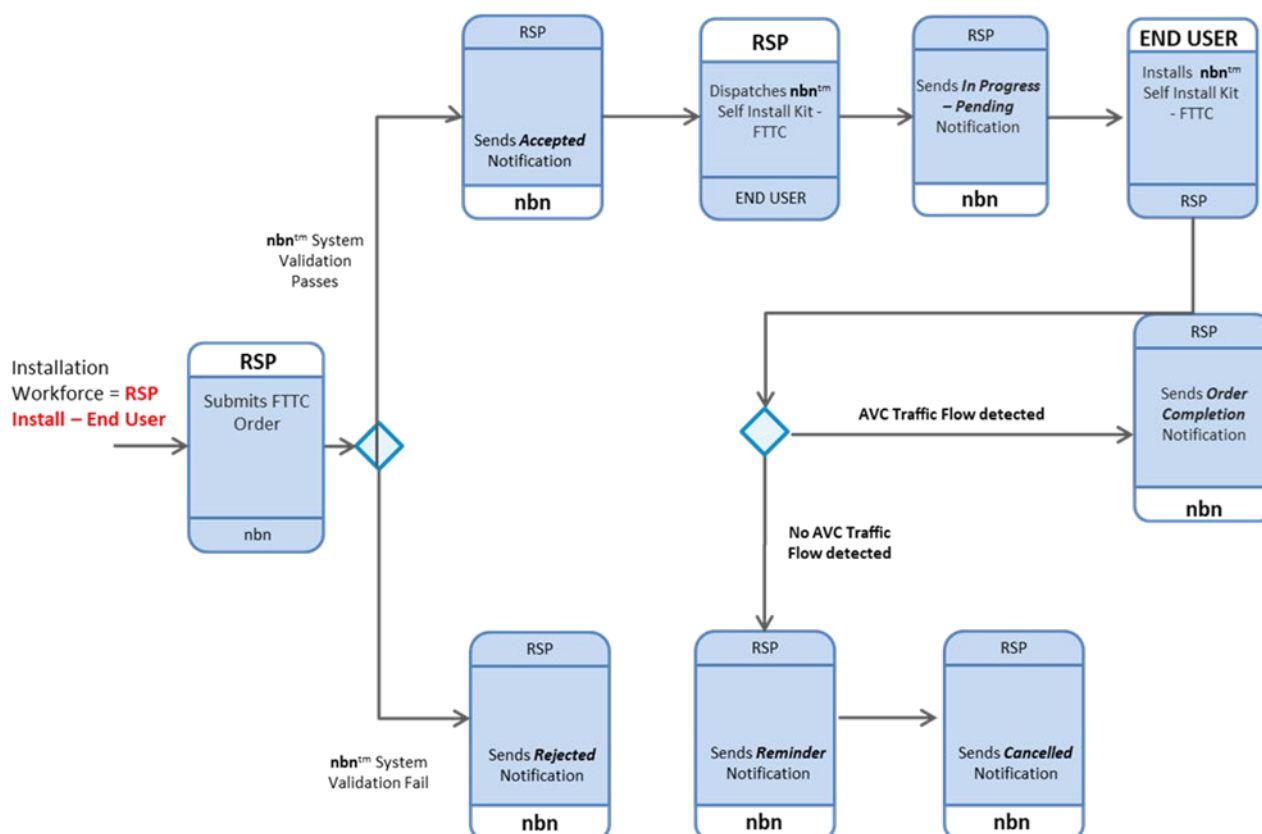 RSP
Sends Accepted
Notification
nbn
RSP
Dispatches nbn™
Self Install Kit -
FTTC
END USER
RSP
Sends In Progress
– Pending
Notification
nbn
END USER
Installs nbn™
Self Install Kit
- FTTC
RSP
nbn™ System
Validation
Passes
Installation
Workforce = RSP
Install – End User
RSP
Submits FTTC
Order
nbn
AVC Traffic Flow detected
RSP
Sends Order
Completion
Notification
nbn
No AVC Traffic
Flow detected
nbn™ System
Validation Fail
RSP
Sends Rejected
Notification
nbn
RSP
Sends Reminder
Notification
nbn
RSP
Sends Cancelled
Notification
nbn